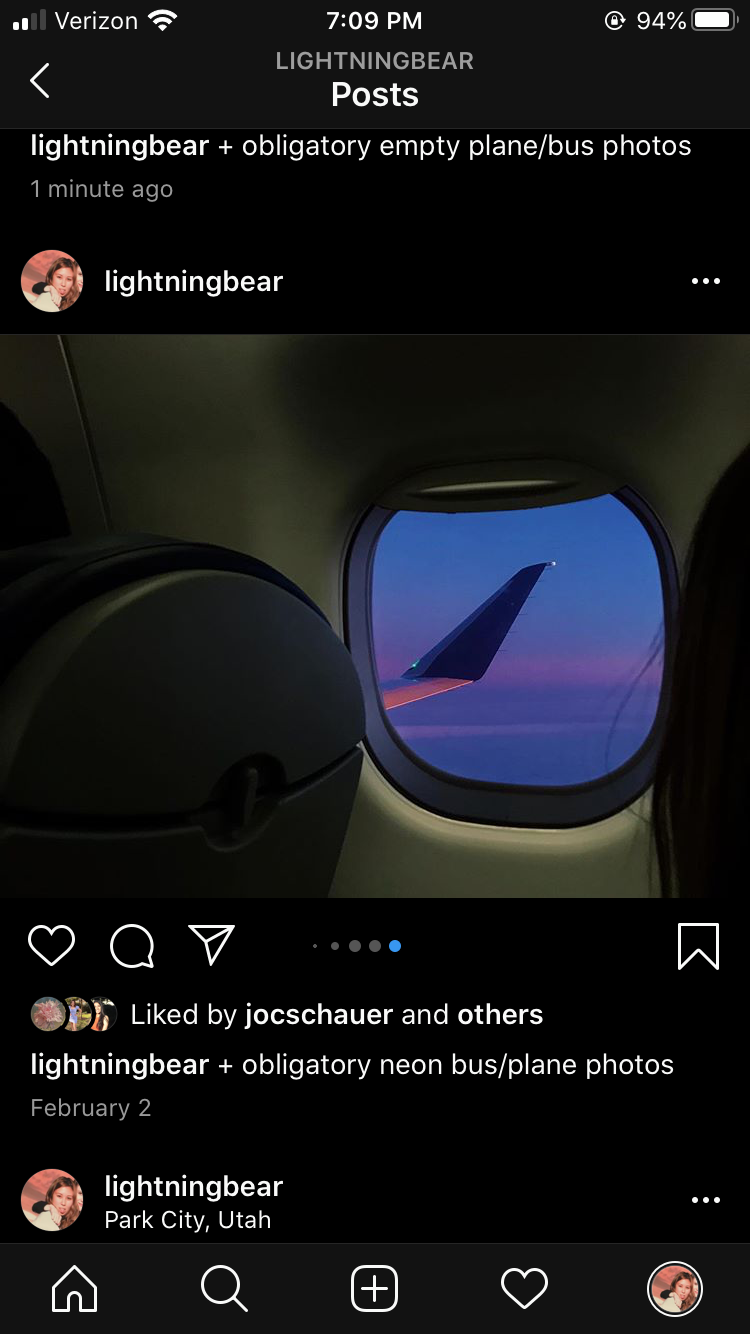 Verizon 7:09 PM 94%
LIGHTNINGBEAR
Posts
lightningbear + obligatory empty plane/bus photos
1 minute ago
lightningbear
Liked by jocschauer and others
lightningbear + obligatory neon bus/plane photos
February 2
lightningbear
Park City, Utah